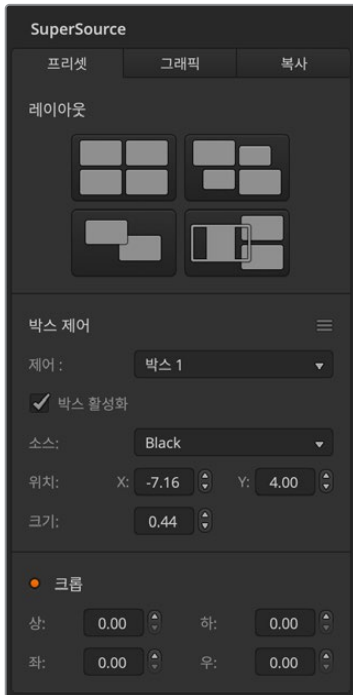 SuperSource
프리셋 그래픽 복사
레이아웃
박스 제어
제어 : 박스 1
박스 활성화
소스: Black
위치: X: -7.16 Y: 4.00
크기: 0.44
크롭
상: 0.00 하: 0.00
좌: 0.00 우: 0.00